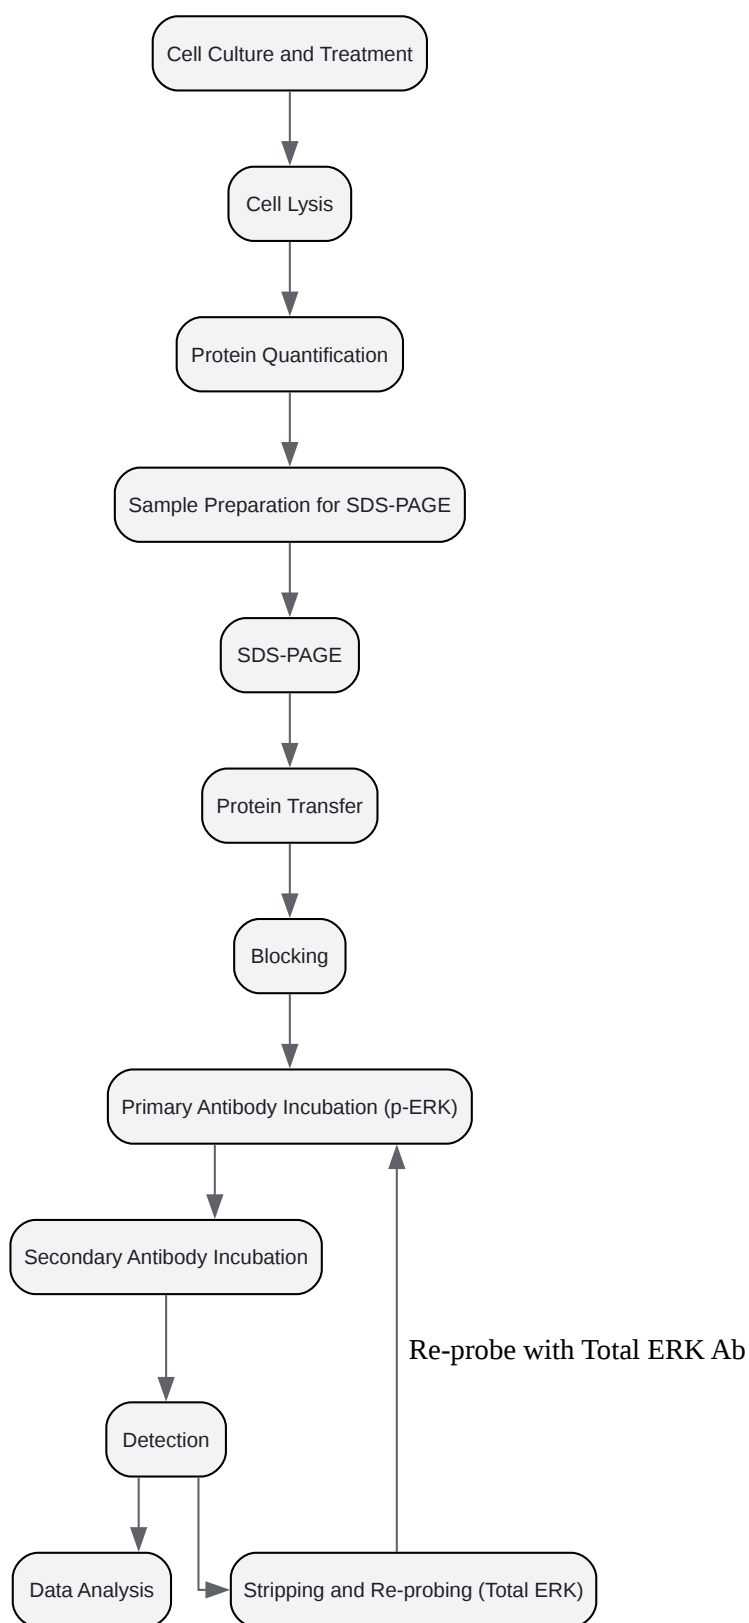 Cell Culture and Treatment
Cell Lysis
Protein Quantification
Sample Preparation for SDS-PAGE
SDS-PAGE
Protein Transfer
Blocking
Primary Antibody Incubation (p-ERK)
Secondary Antibody Incubation
Re-probe with Total ERK Ab
Detection
Data Analysis
Stripping and Re-probing (Total ERK)